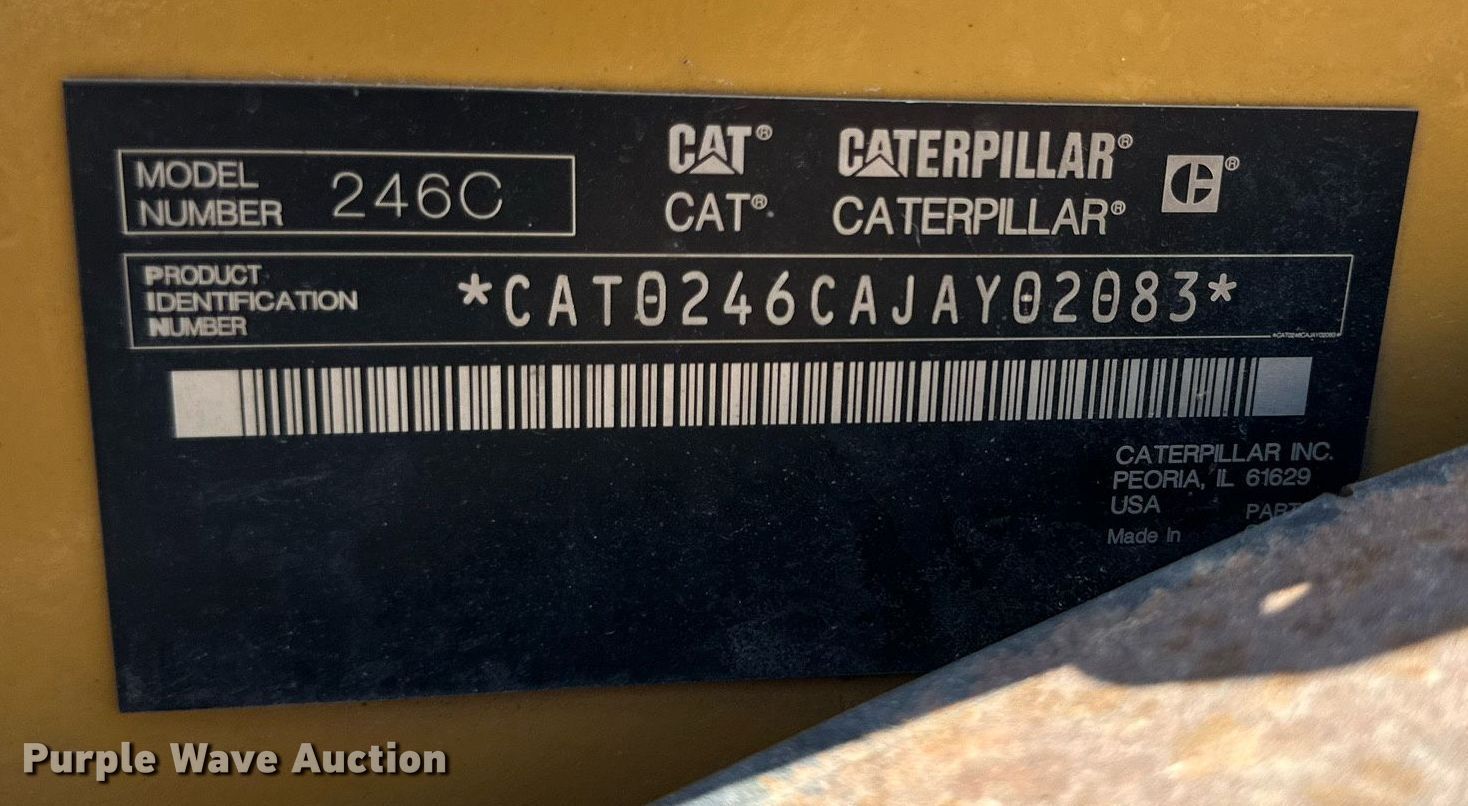 MODEL NUMBER 246C
CAT® CATERPILLAR® ®
CAT® CATERPILLAR®
PRODUCT
IDENTIFICATION
NUMBER
*CAT0246CAJAY02083*
*CAT0246CAJAY02083*
CATERPILLAR INC.
PEORIA, IL 61629
USA
Made In
Purple Wave Auction